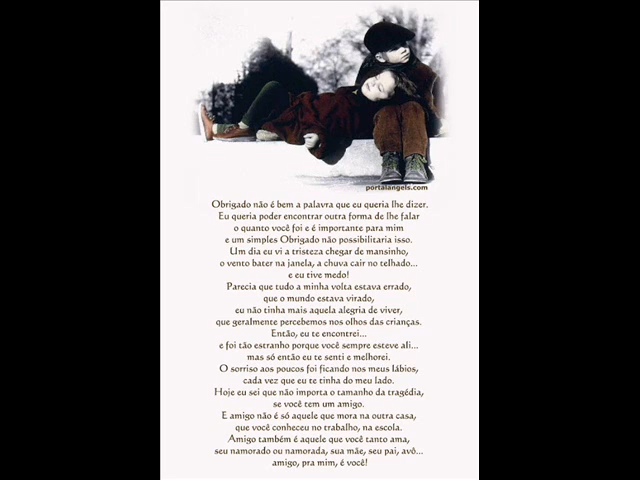 portalangels.com
Obrigado não é bem a palavra que eu queria lhe dizer.
Eu queria poder encontrar outra forma de lhe falar
o quanto você foi e é importante para mim
e um simples Obrigado não possibilitaria isso.
Um dia eu vi a tristeza chegar de mansinho,
o vento bater na janela, a chuva cair no telhado...
e eu tive medo!
Parecia que tudo a minha volta estava errado,
que o mundo estava virado,
eu não tinha mais aquela alegria de viver,
que geralmente percebemos nos olhos das crianças.
Então, eu te encontrei...
e foi tão estranho porque você sempre esteve ali...
mas só então eu te senti e melhorei.
O sorriso aos poucos foi ficando nos meus lábios,
cada vez que eu te tinha do meu lado.
Hoje eu sei que não importa o tamanho da tragédia,
se você tem um amigo.
E amigo não é só aquele que mora na outra casa,
que você conheceu no trabalho, na escola.
Amigo também é aquele que você tanto ama,
seu namorado ou namorada, sua mãe, seu pai, avô...
amigo, pra mim, é você!